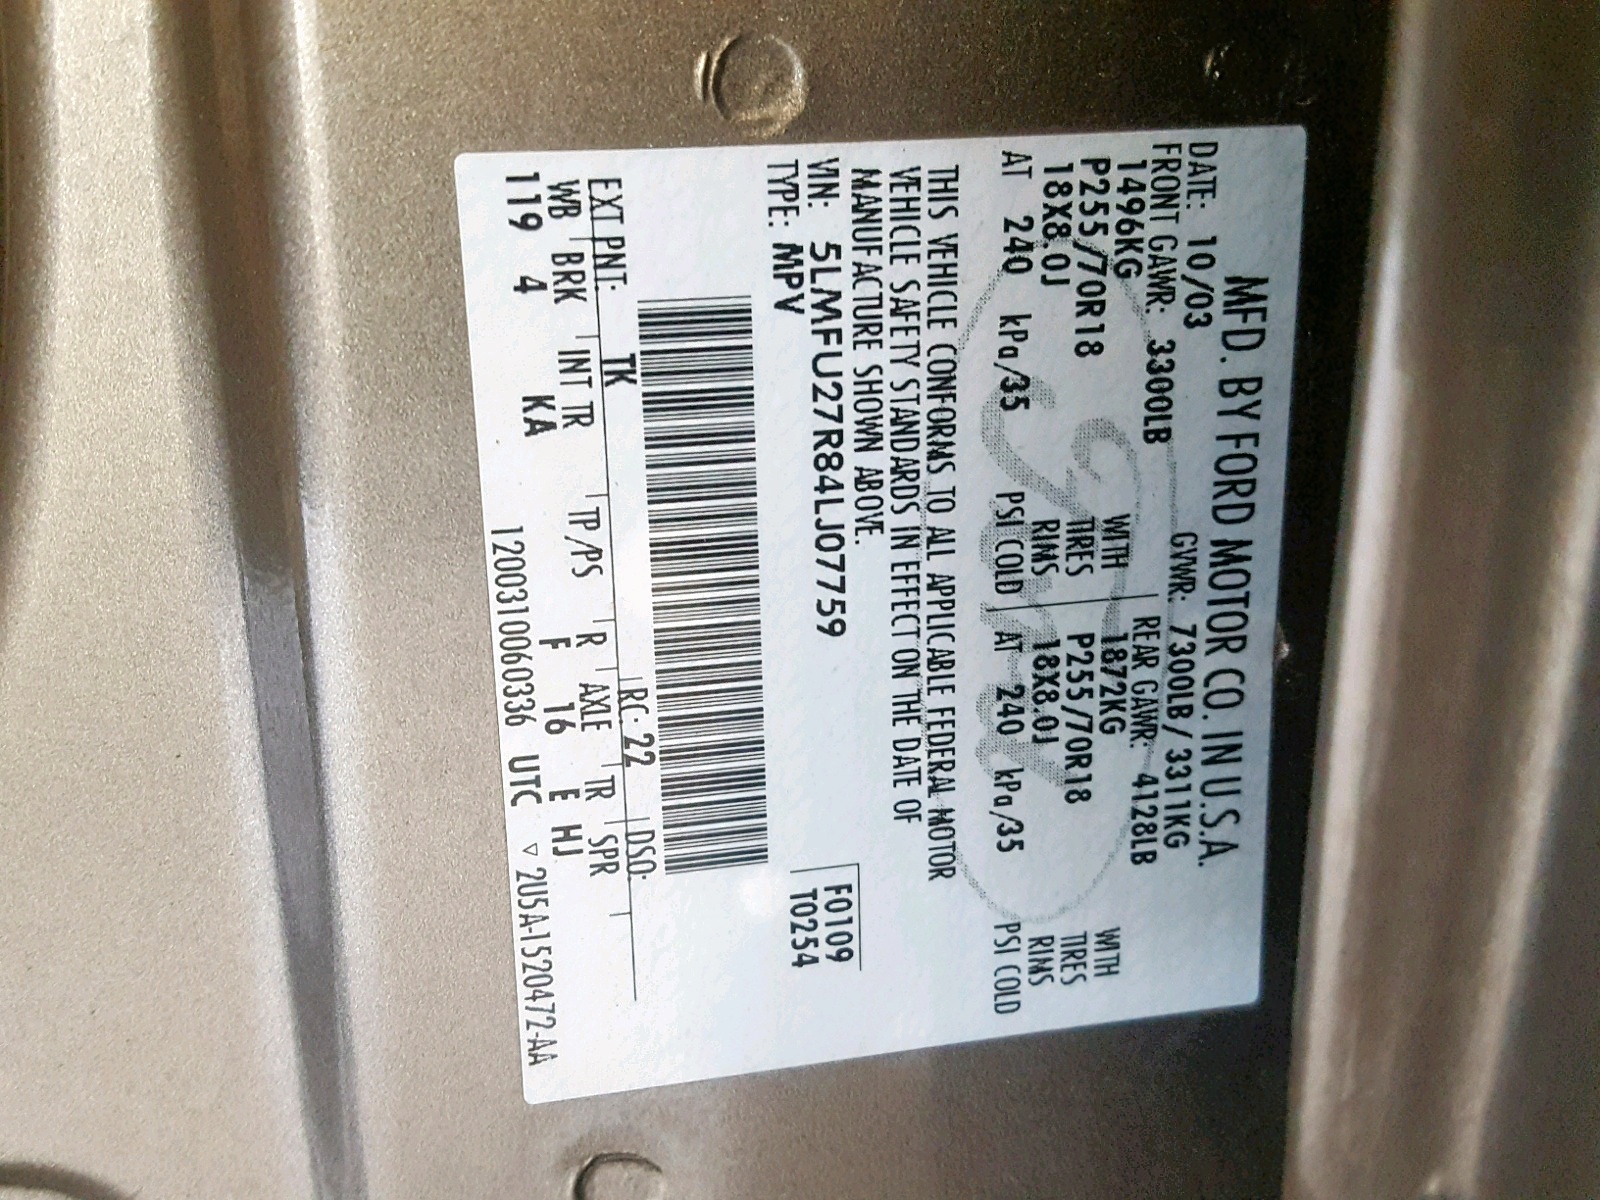 MFD. BY FORD MOTOR CO. IN U.S.A.
DATE: 10/03 GVWR: 7300LB / 3311KG
FRONT GAWR: 3300LB REAR GAWR: 4128LB
1496KG WITH 1872KG WITH
P255/70R18 TIRES P255/70R18 TIRES
18X8.0J RIMS 18X8.0J RIMS
AT 240 kPa/35 PSI COLD AT 240 kPa/35 PSI COLD
THIS VEHICLE CONFORMS TO ALL APPLICABLE FEDERAL MOTOR
VEHICLE SAFETY STANDARDS IN EFFECT ON THE DATE OF
MANUFACTURE SHOWN ABOVE.
VIN: 5LMFU27R84LJ07759 F0109
TYPE: MPV T0254
EXT PNT: TK RC: 22 DSO:
WB BRK INT TR TP/PS R AXLE TR SPR
119 4 KA F 16 E HJ
12003100603​36 UTC ▽ 2U5A-1520472-AA